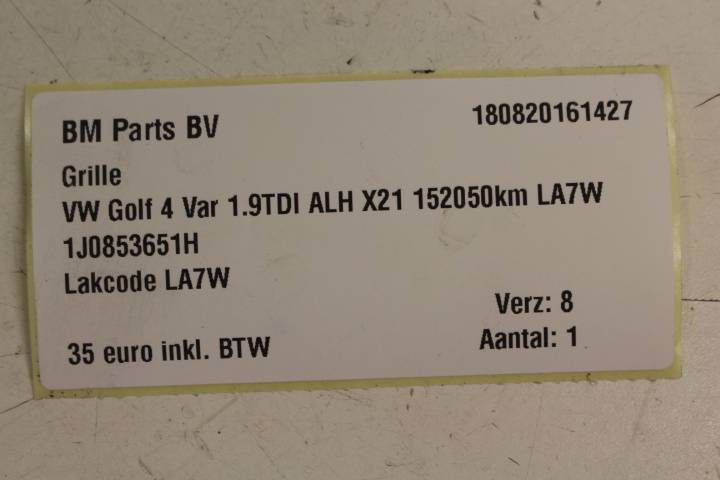 BM Parts BV 180820161427
Grille
VW Golf 4 Var 1.9TDI ALH X21 152050km LA7W
1J0853651H
Lakcode LA7W
Verz: 8
35 euro inkl. BTW Aantal: 1